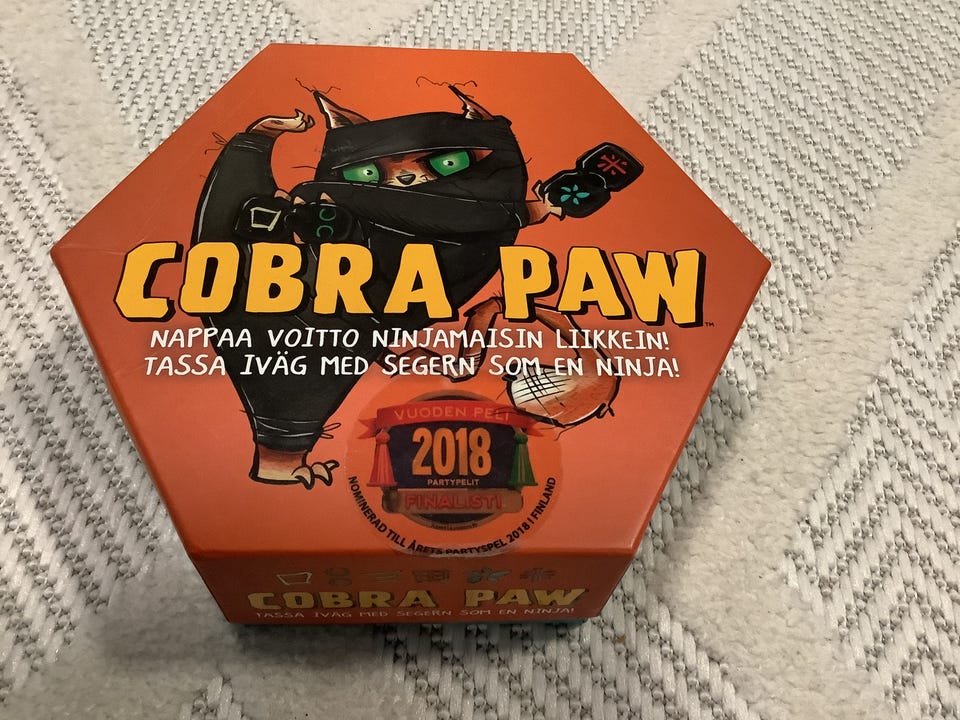 COBRA PAW™
NAPPAA VOITTO NINJAMAISIN LIIKKEIN!
TASSA IVÄG MED SEGERN SOM EN NINJA!
VUODEN PELI
2018
PARTYPELIT
FINALISTI
NOMINERAD TILL ÅRETS PARTYSPEL 2018 I FINLAND
COBRA PAW
TASSA IVÄG MED SEGERN SOM EN NINJA!